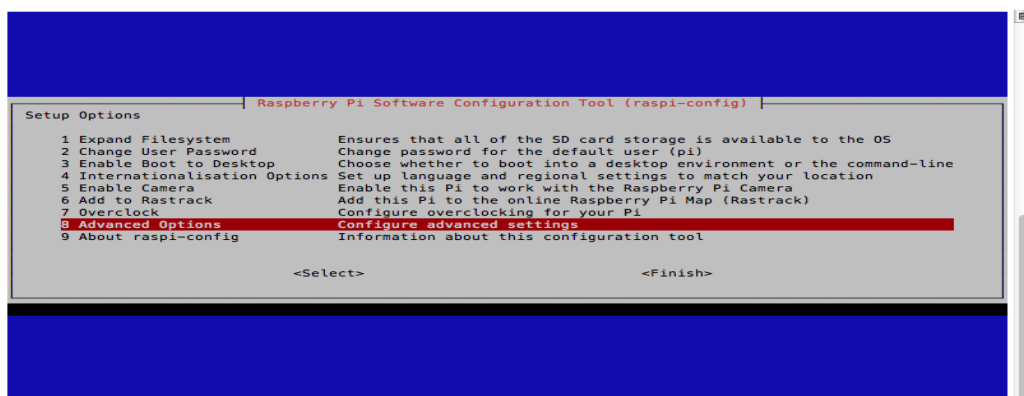 Raspberry Pi Software Configuration Tool (raspi-config)
Setup Options
1 Expand Filesystem Ensures that all of the SD card storage is available to the OS
2 Change User Password Change password for the default user (pi)
3 Enable Boot to Desktop Choose whether to boot into a desktop environment or the command-line
4 Internationalisation Options Set up language and regional settings to match your location
5 Enable Camera Enable this Pi to work with the Raspberry Pi Camera
6 Add to Rastrack Add this Pi to the online Raspberry Pi Map (Rastrack)
7 Overclock Configure overclocking for your Pi
8 Advanced Options Configure advanced settings
9 About raspi-config Information about this configuration tool
<Select> <Finish>